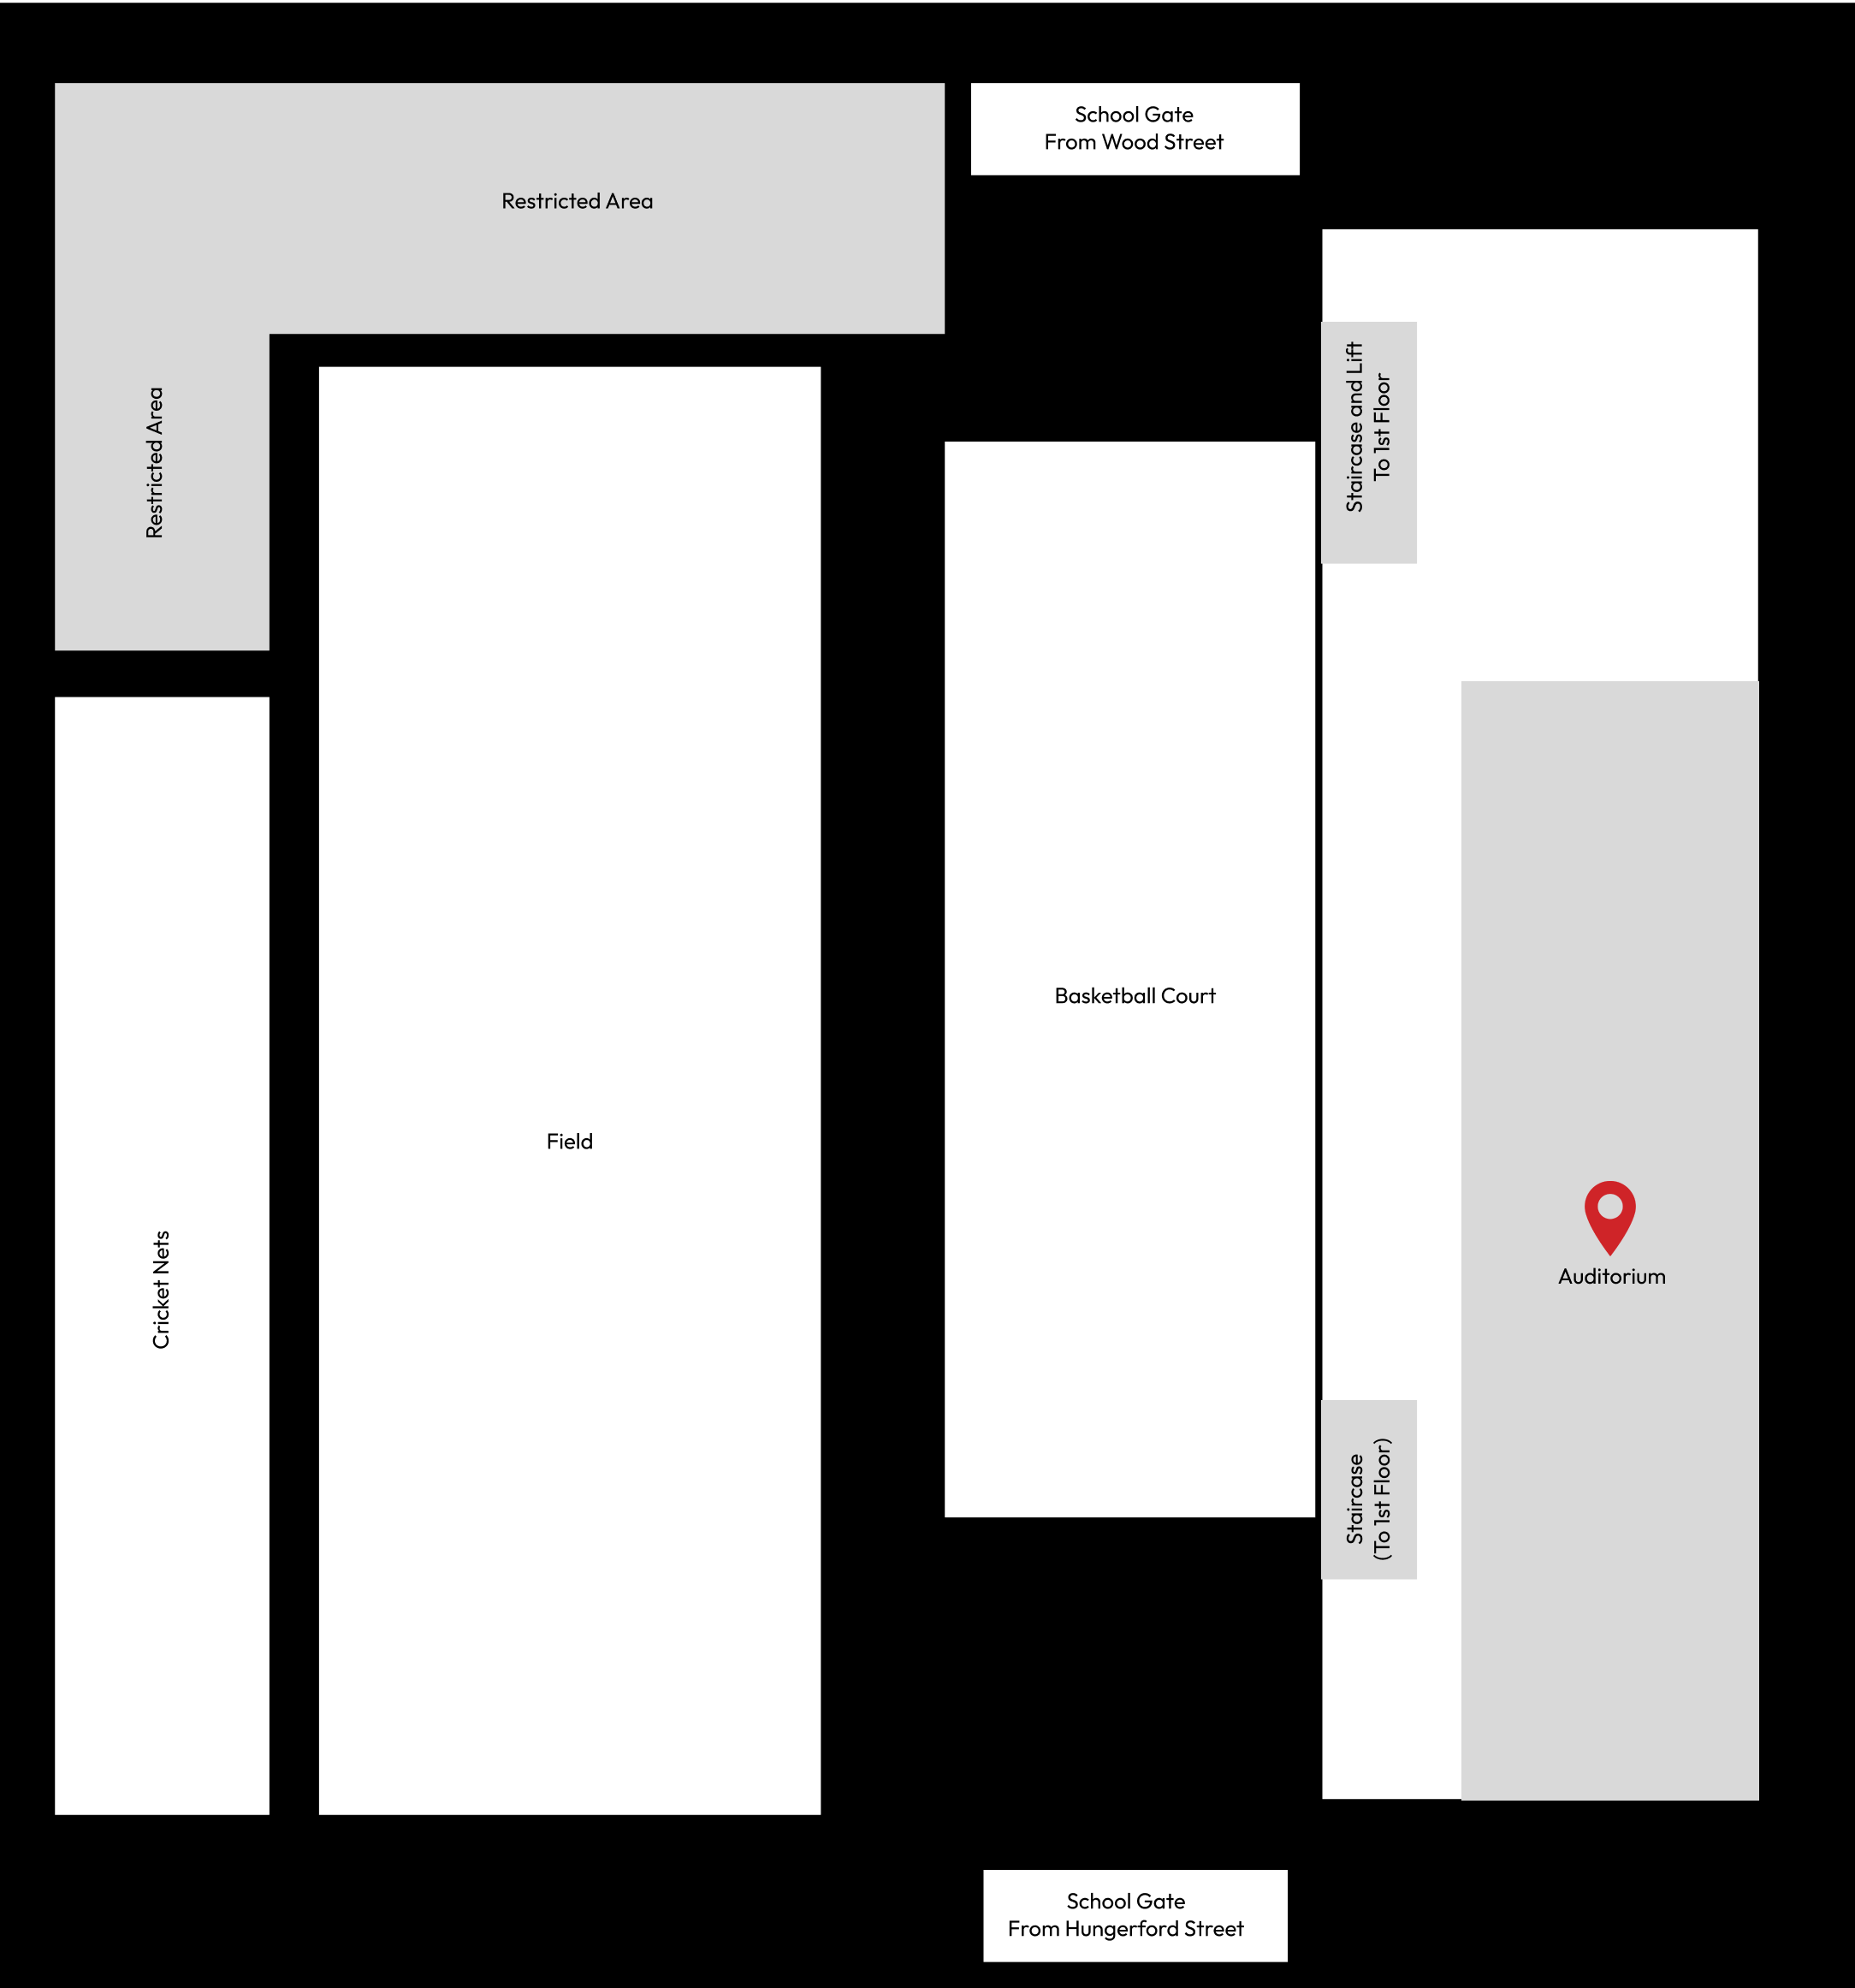 School Gate
From Wood Street
Restricted Area
Restricted Area
Staircase and Lift
To 1st Floor
Basketball Court
Field
Cricket Nets
Auditorium
Staircase
(To 1st Floor)
School Gate
From Hungerford Street